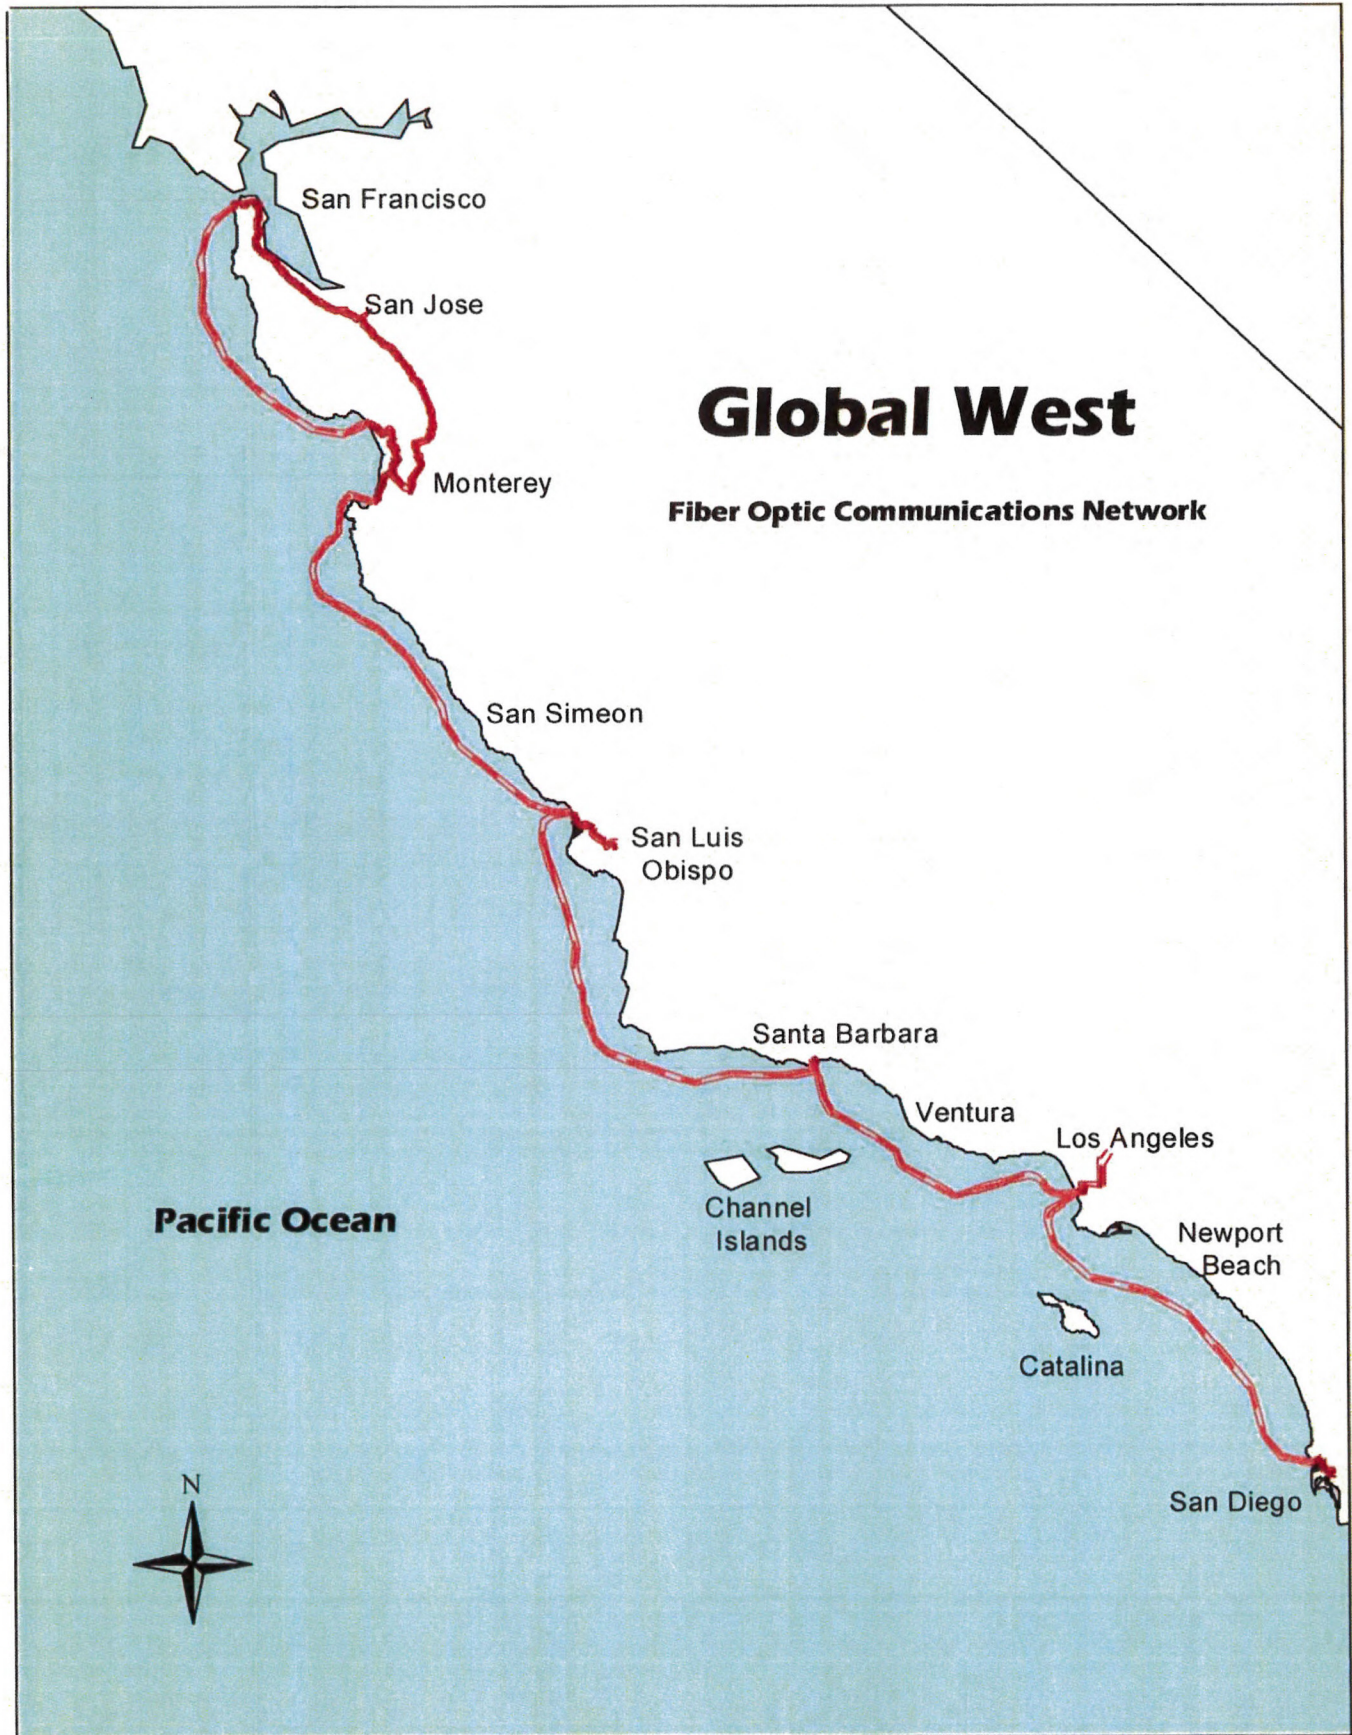 San Francisco
San Jose
Global West
Monterey
Fiber Optic Communications Network
San Simeon
San Luis
Obispo
Santa Barbara
Ventura
Los Angeles
Channel
Islands
Pacific Ocean
Newport
Beach
Catalina
N
San Diego